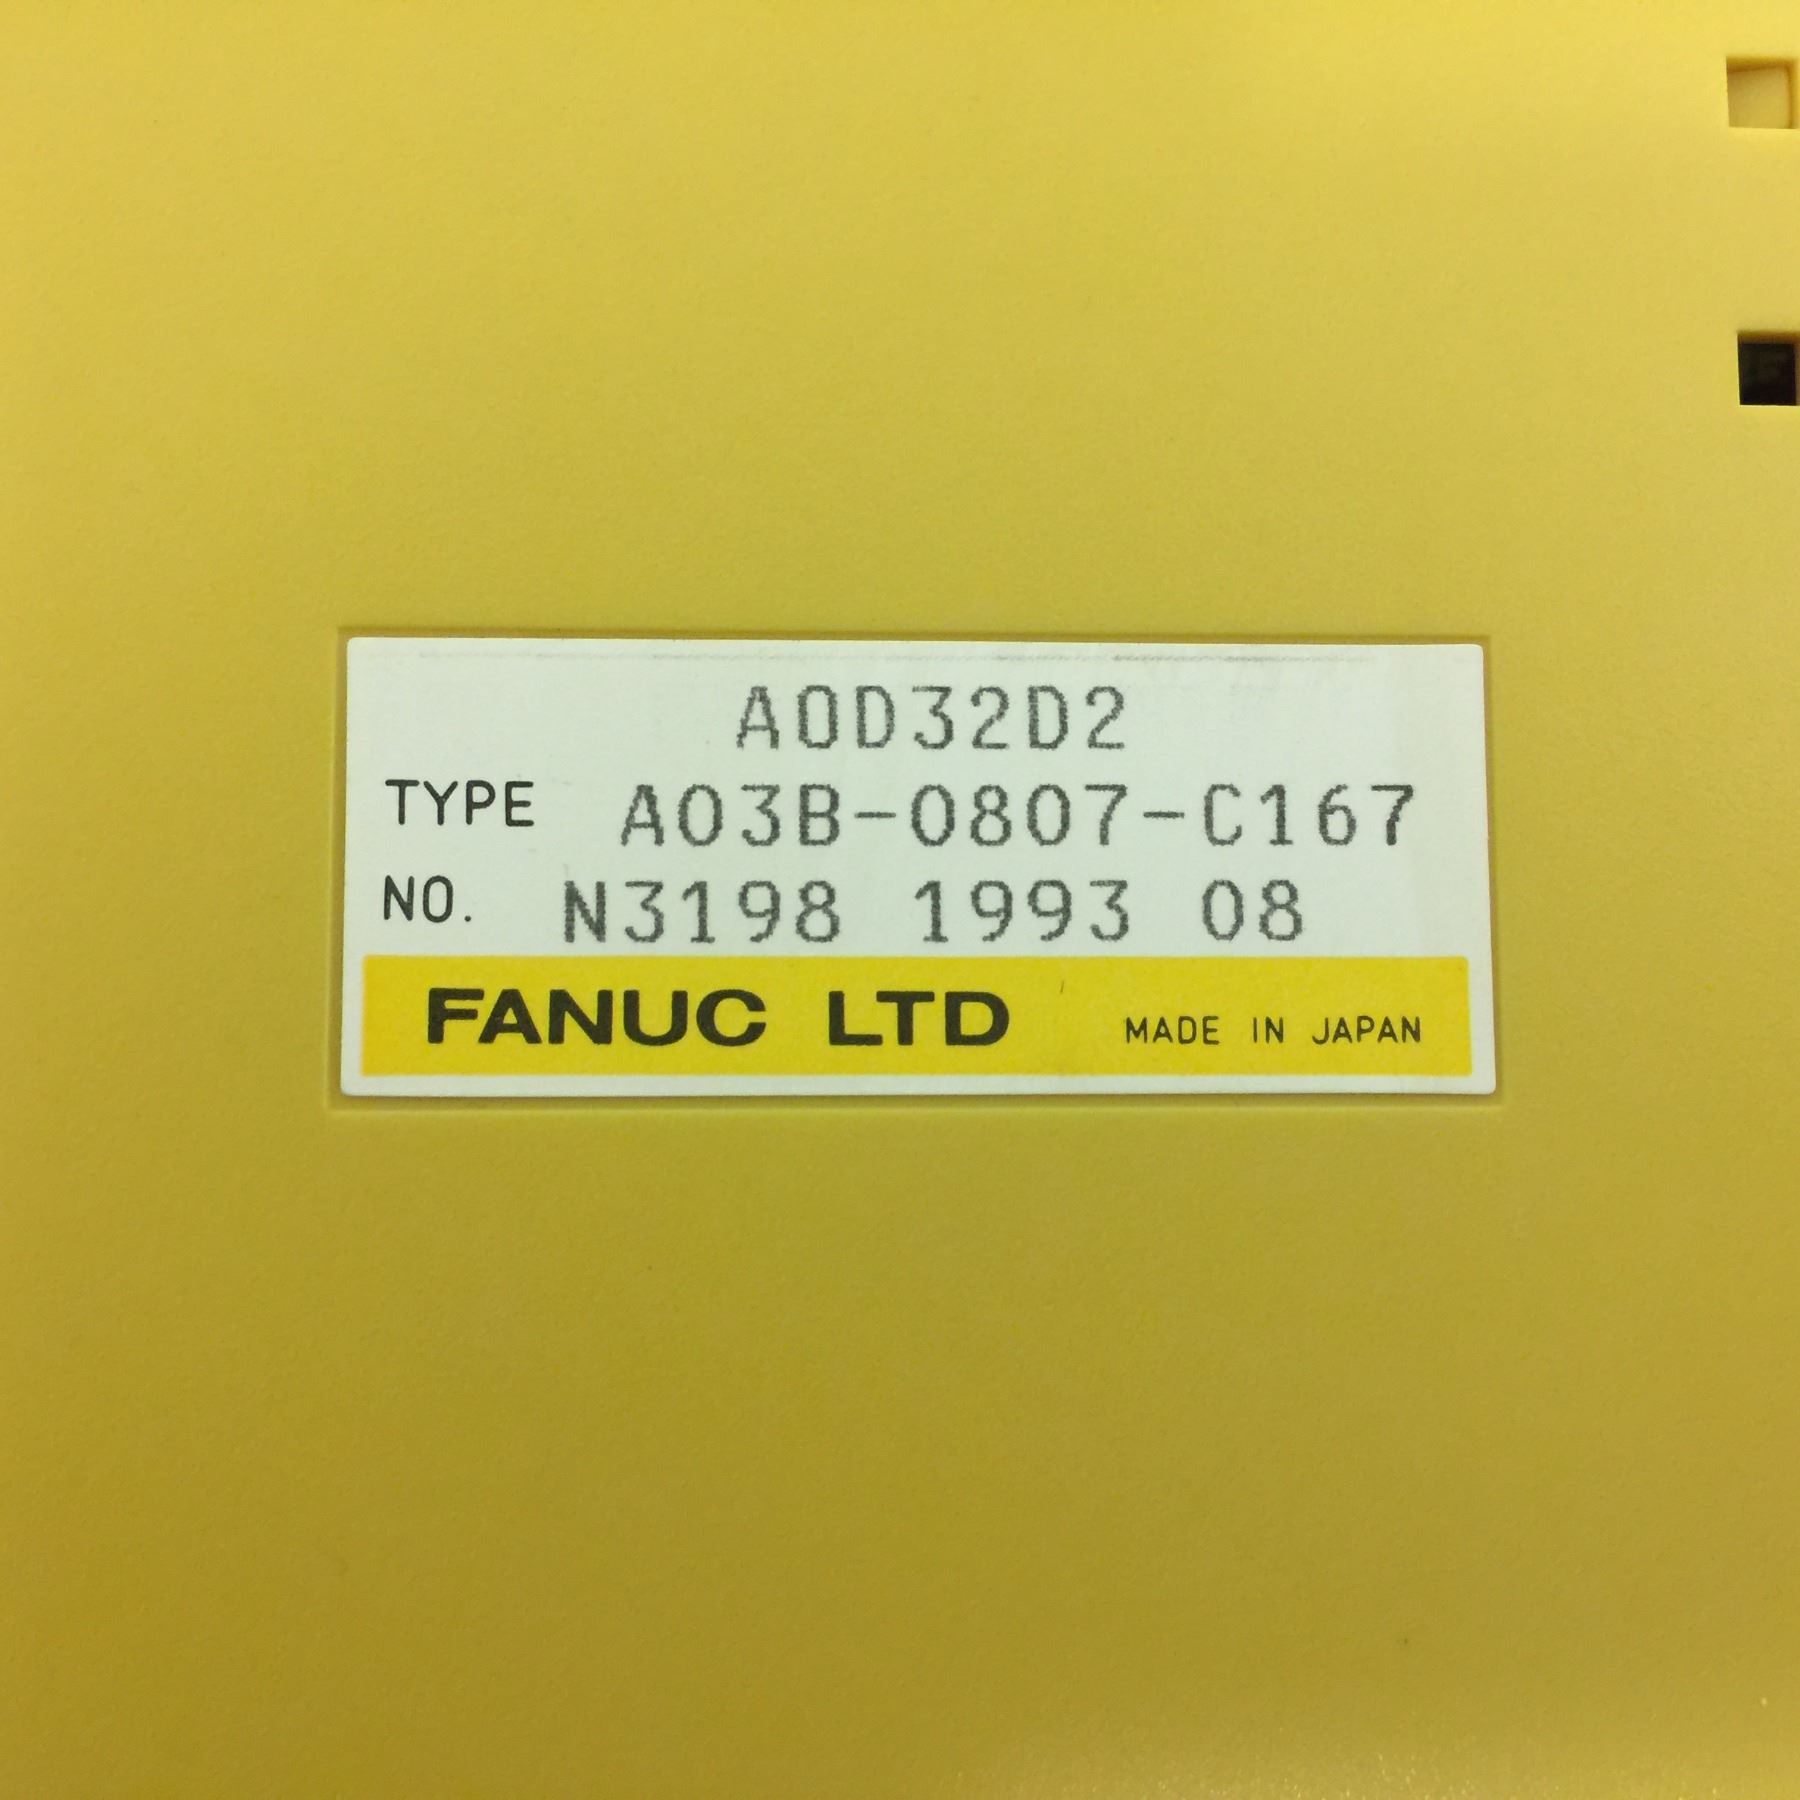 AOD32D2
TYPE A03B-0807-C167
NO. N3198 1993 08
FANUC LTD MADE IN JAPAN